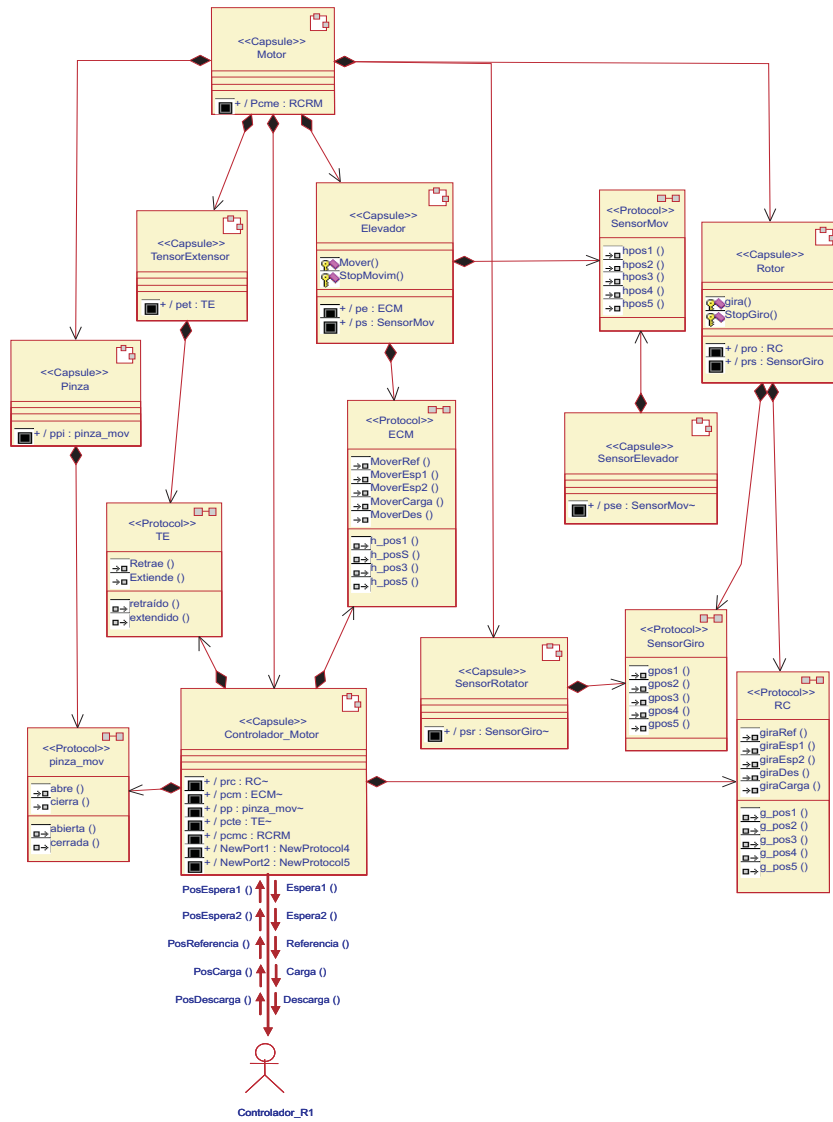 <<Capsule>>
Motor
+ / Pcme : RCRM
<<Capsule>>
TensorExtensor
+ / pet : TE
<<Capsule>>
Elevador
Mover()
StopMovim()
+ / pe : ECM
+ / ps : SensorMov
<<Protocol>>
SensorMov
hpos1 ()
hpos2 ()
hpos3 ()
hpos4 ()
hpos5 ()
<<Capsule>>
Rotor
gira()
StopGiro()
+ / pro : RC
+ / prs : SensorGiro
<<Capsule>>
Pinza
+ / ppi : pinza_mov
<<Protocol>>
ECM
MoverRef ()
MoverEsp1 ()
MoverEsp2 ()
MoverCarga ()
MoverDes ()
h_pos1 ()
h_posS ()
h_pos3 ()
h_pos5 ()
<<Capsule>>
SensorElevador
+ / pse : SensorMov~
<<Protocol>>
TE
Retrae ()
Extiende ()
retraído ()
extendido ()
<<Capsule>>
SensorRotator
+ / psr : SensorGiro~
<<Protocol>>
SensorGiro
gpos1 ()
gpos2 ()
gpos3 ()
gpos4 ()
gpos5 ()
<<Protocol>>
RC
giraRef ()
giraEsp1 ()
giraEsp2 ()
giraDes ()
giraCarga ()
g_pos1 ()
g_pos2 ()
g_pos3 ()
g_pos4 ()
g_pos5 ()
<<Protocol>>
pinza_mov
abre ()
cierra ()
abierta ()
cerrada ()
<<Capsule>>
Controlador_Motor
+ / prc : RC~
+ / pcm : ECM~
+ / pp : pinza_mov~
+ / pcte : TE~
+ / pcmc : RCRM
+ / NewPort1 : NewProtocol4
+ / NewPort2 : NewProtocol5
PosEspera1 () Espera1 ()
PosEspera2 () Espera2 ()
PosReferencia () Referencia ()
PosCarga () Carga ()
PosDescarga () Descarga ()
Controlador_R1